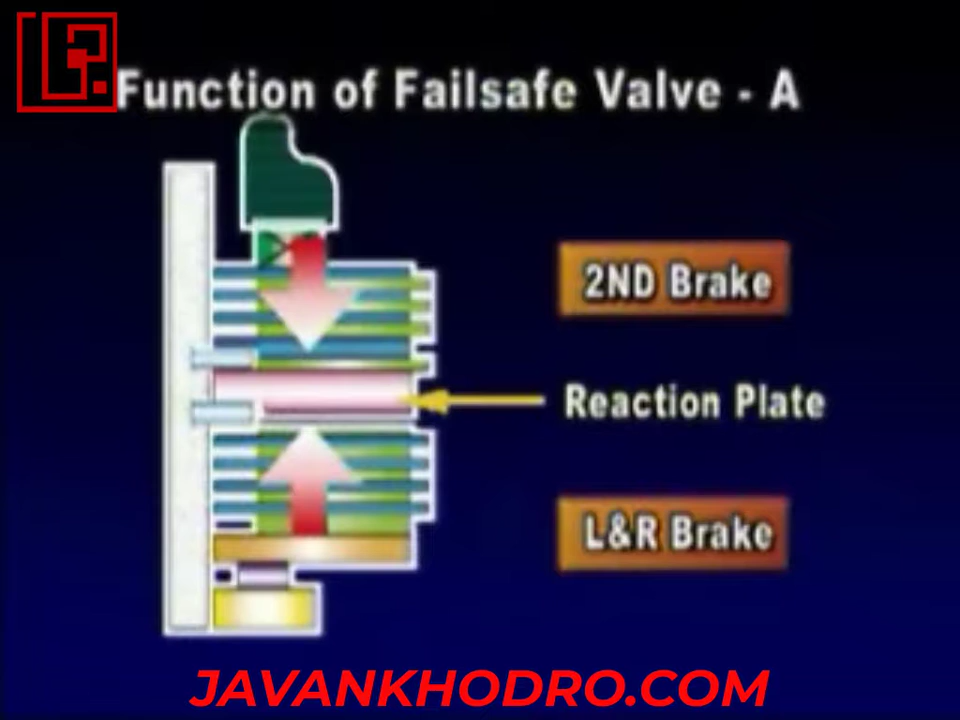 Function of Failsafe Valve - A
2ND Brake
Reaction Plate
L&R Brake
JAVANKHODRO.COM